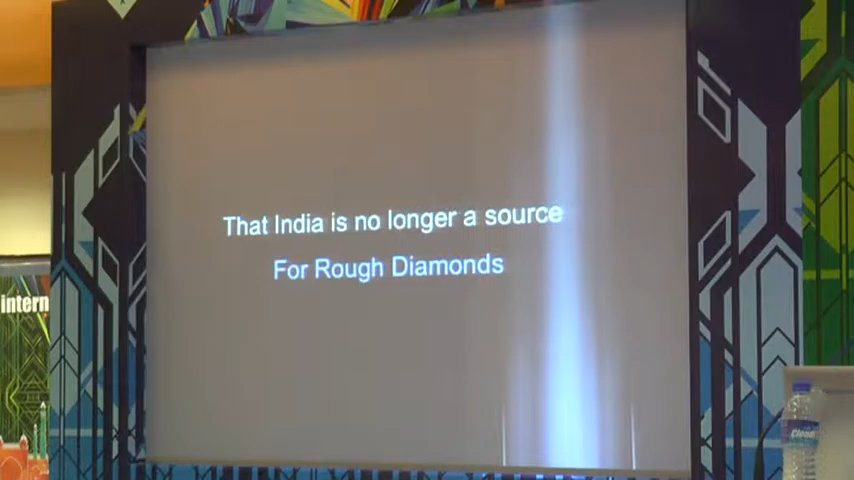 That India is no longer a source
For Rough Diamonds
intern